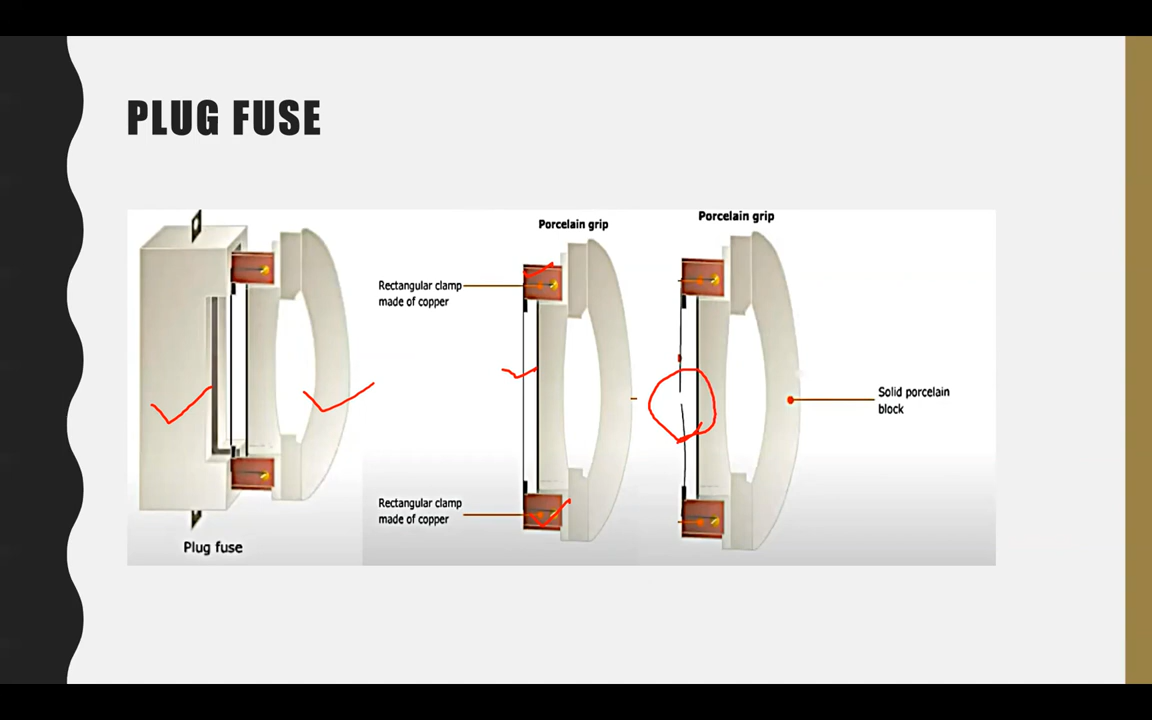 PLUG FUSE
Porcelain grip
Porcelain grip
Rectangular clamp
made of copper
Solid porcelain
block
Rectangular clamp
made of copper
Plug fuse